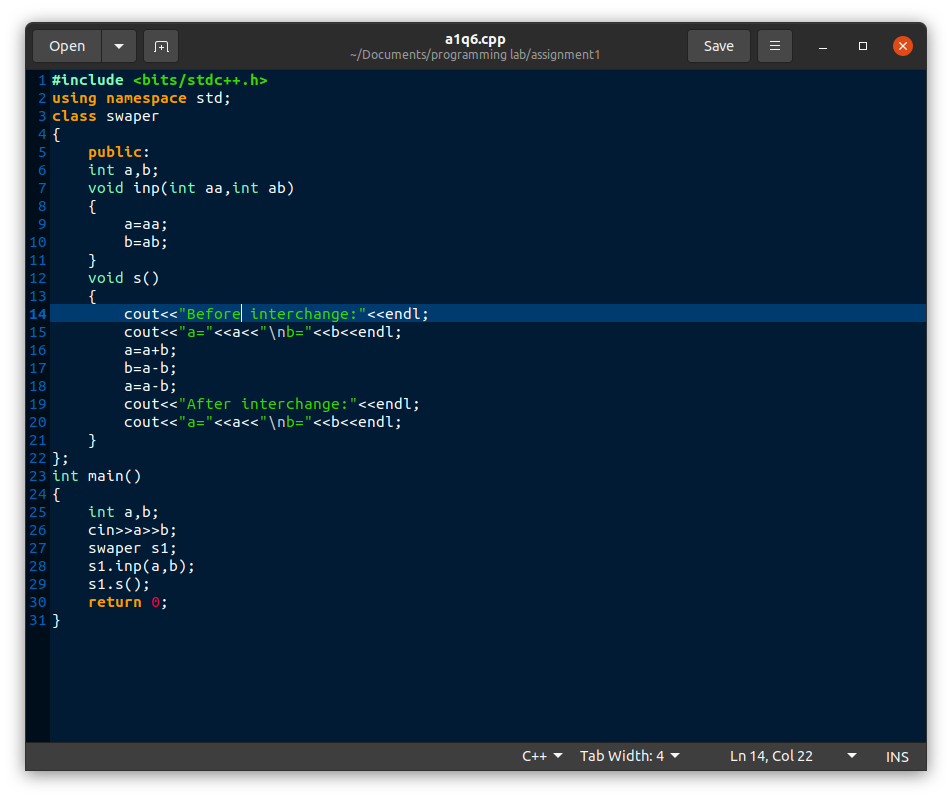 Open
a1q6.cpp
~/Documents/programming lab/assignment1
Save
1 #include <bits/stdc++.h>
2 using namespace std;
3 class swaper
4 {
5     public:
6     int a,b;
7     void inp(int aa,int ab)
8     {
9         a=aa;
10         b=ab;
11     }
12     void s()
13     {
14         cout<<"Before interchange:"<<endl;
15         cout<<"a="<<a<<"\nb="<<b<<endl;
16         a=a+b;
17         b=a-b;
18         a=a-b;
19         cout<<"After interchange:"<<endl;
20         cout<<"a="<<a<<"\nb="<<b<<endl;
21     }
22 };
23 int main()
24 {
25     int a,b;
26     cin>>a>>b;
27     swaper s1;
28     s1.inp(a,b);
29     s1.s();
30     return 0;
31 }
C++ Tab Width: 4 Ln 14, Col 22 INS